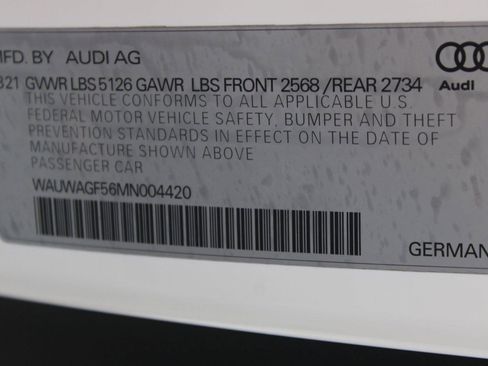 MFD. BY AUDI AG
321 GVWR LBS 5126 GAWR LBS FRONT 2568 /REAR 2734
Audi
THIS VEHICLE CONFORMS TO ALL APPLICABLE U.S.
FEDERAL MOTOR VEHICLE SAFETY, BUMPER AND THEFT
PREVENTION STANDARDS IN EFFECT ON THE DATE OF
MANUFACTURE SHOWN ABOVE
PASSENGER CAR
WAUWAGF56MN004420
GERMAN